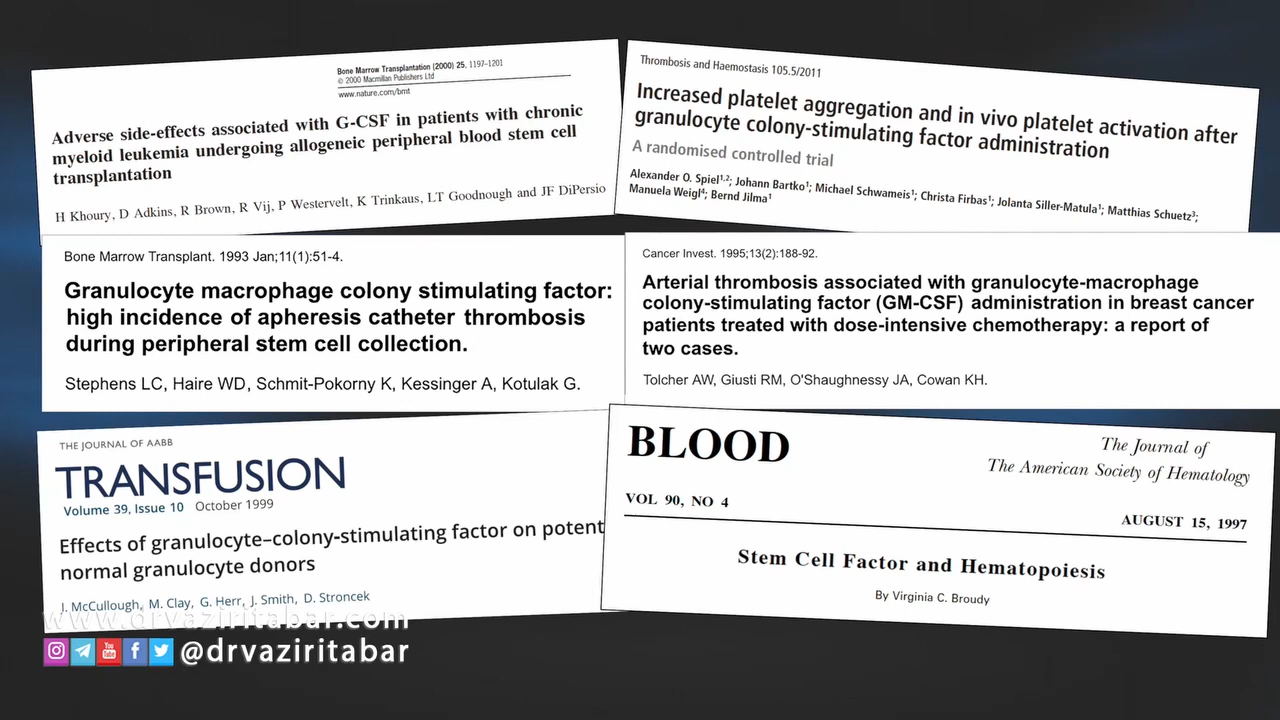 Bone Marrow Transplantation (2000) 25, 1197–1201
© 2000 Macmillan Publishers Ltd
www.nature.com/bmt
Adverse side-effects associated with G-CSF in patients with chronic
myeloid leukemia undergoing allogeneic peripheral blood stem cell
transplantation
H Khoury, D Adkins, R Brown, R Vij, P Westervelt, K Trinkaus, LT Goodnough and JF DiPersio
Thrombosis and Haemostasis 105.5/2011
Increased platelet aggregation and in vivo platelet activation after
granulocyte colony-stimulating factor administration
A randomised controlled trial
Alexander O. Spiel1,2; Johann Bartko1; Michael Schwameis1; Christa Firbas1; Jolanta Siller-Matula1; Matthias Schuetz3;
Manuela Weigl4; Bernd Jilma1
Bone Marrow Transplant. 1993 Jan;11(1):51-4.
Granulocyte macrophage colony stimulating factor:
high incidence of apheresis catheter thrombosis
during peripheral stem cell collection.
Stephens LC, Haire WD, Schmit-Pokorny K, Kessinger A, Kotulak G.
Cancer Invest. 1995;13(2):188-92.
Arterial thrombosis associated with granulocyte-macrophage
colony-stimulating factor (GM-CSF) administration in breast cancer
patients treated with dose-intensive chemotherapy: a report of
two cases.
Tolcher AW, Giusti RM, O'Shaughnessy JA, Cowan KH.
THE JOURNAL OF AABB
TRANSFUSION
Volume 39, Issue 10 October 1999
Effects of granulocyte–colony-stimulating factor on potent
normal granulocyte donors
J. McCullough, M. Clay, G. Herr, J. Smith, D. Stroncek
BLOOD
The Journal of
The American Society of Hematology
VOL 90, NO 4
AUGUST 15, 1997
Stem Cell Factor and Hematopoiesis
By Virginia C. Broudy
www.drvaziritabar.com
You Tube
@drvaziritabar